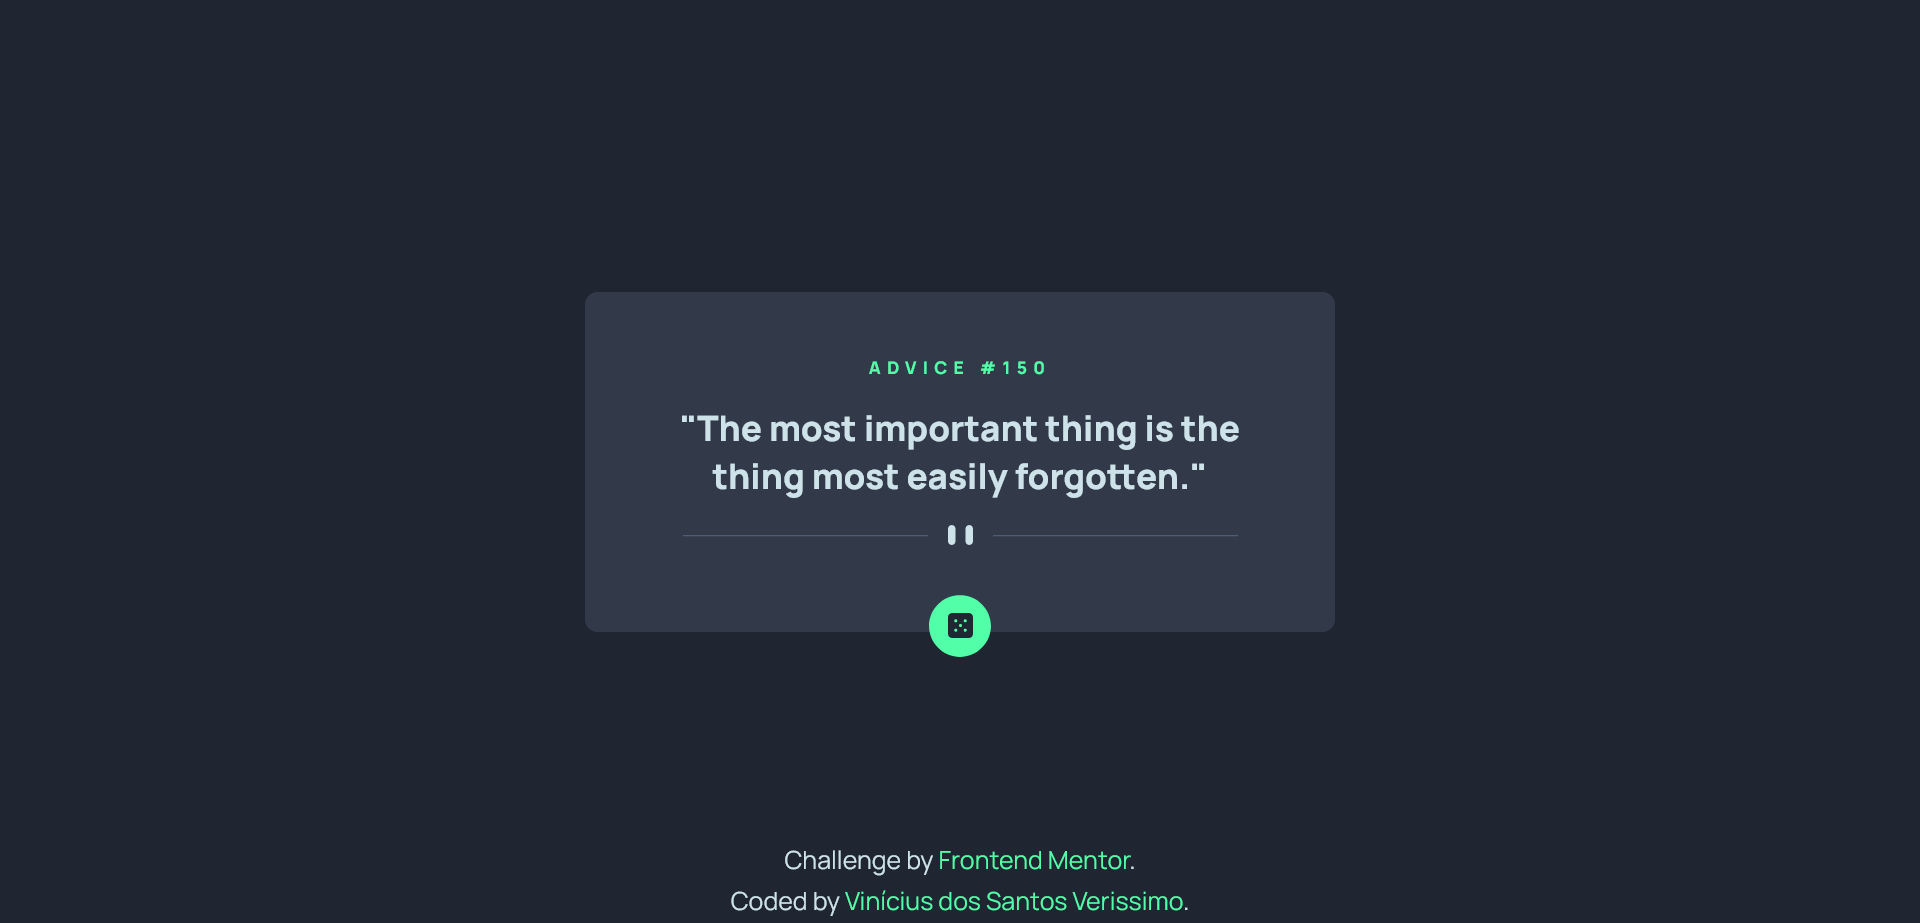 ADVICE #150
"The most important thing is the
thing most easily forgotten."
Challenge by Frontend Mentor.
Coded by Vinícius dos Santos Verissimo.